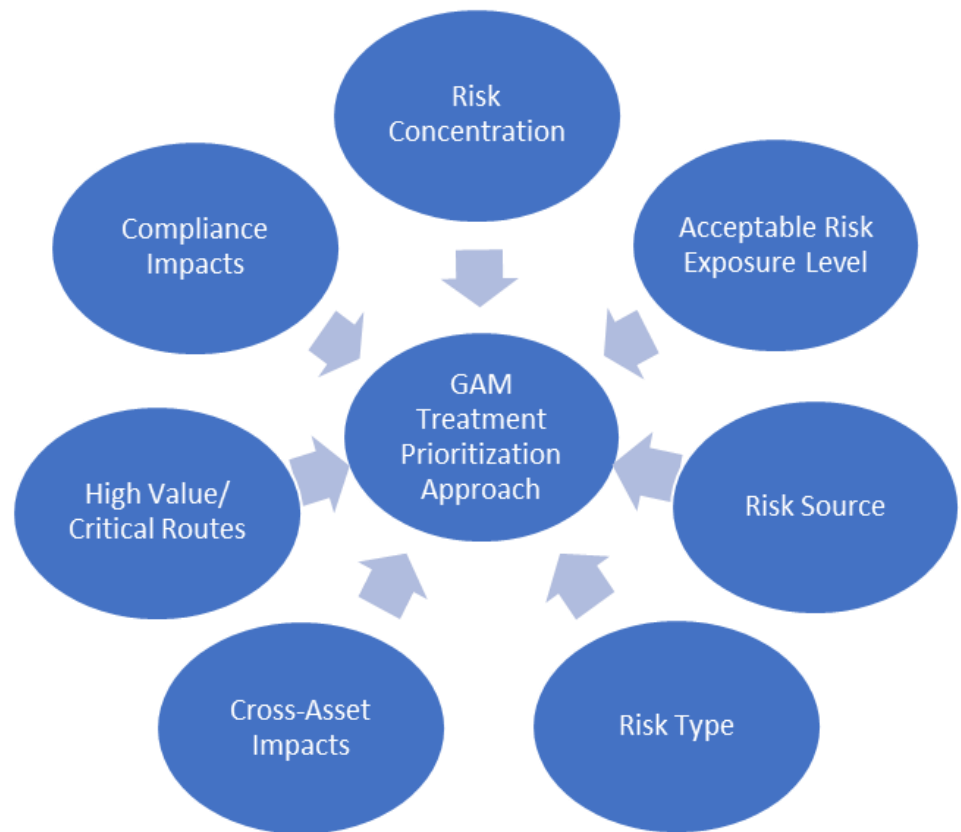 Risk
Concentration
Acceptable Risk
Exposure Level
Compliance
Impacts
GAM
Treatment
Prioritization
Approach
High Value/
Critical Routes
Risk Source
Cross-Asset
Impacts
Risk Type